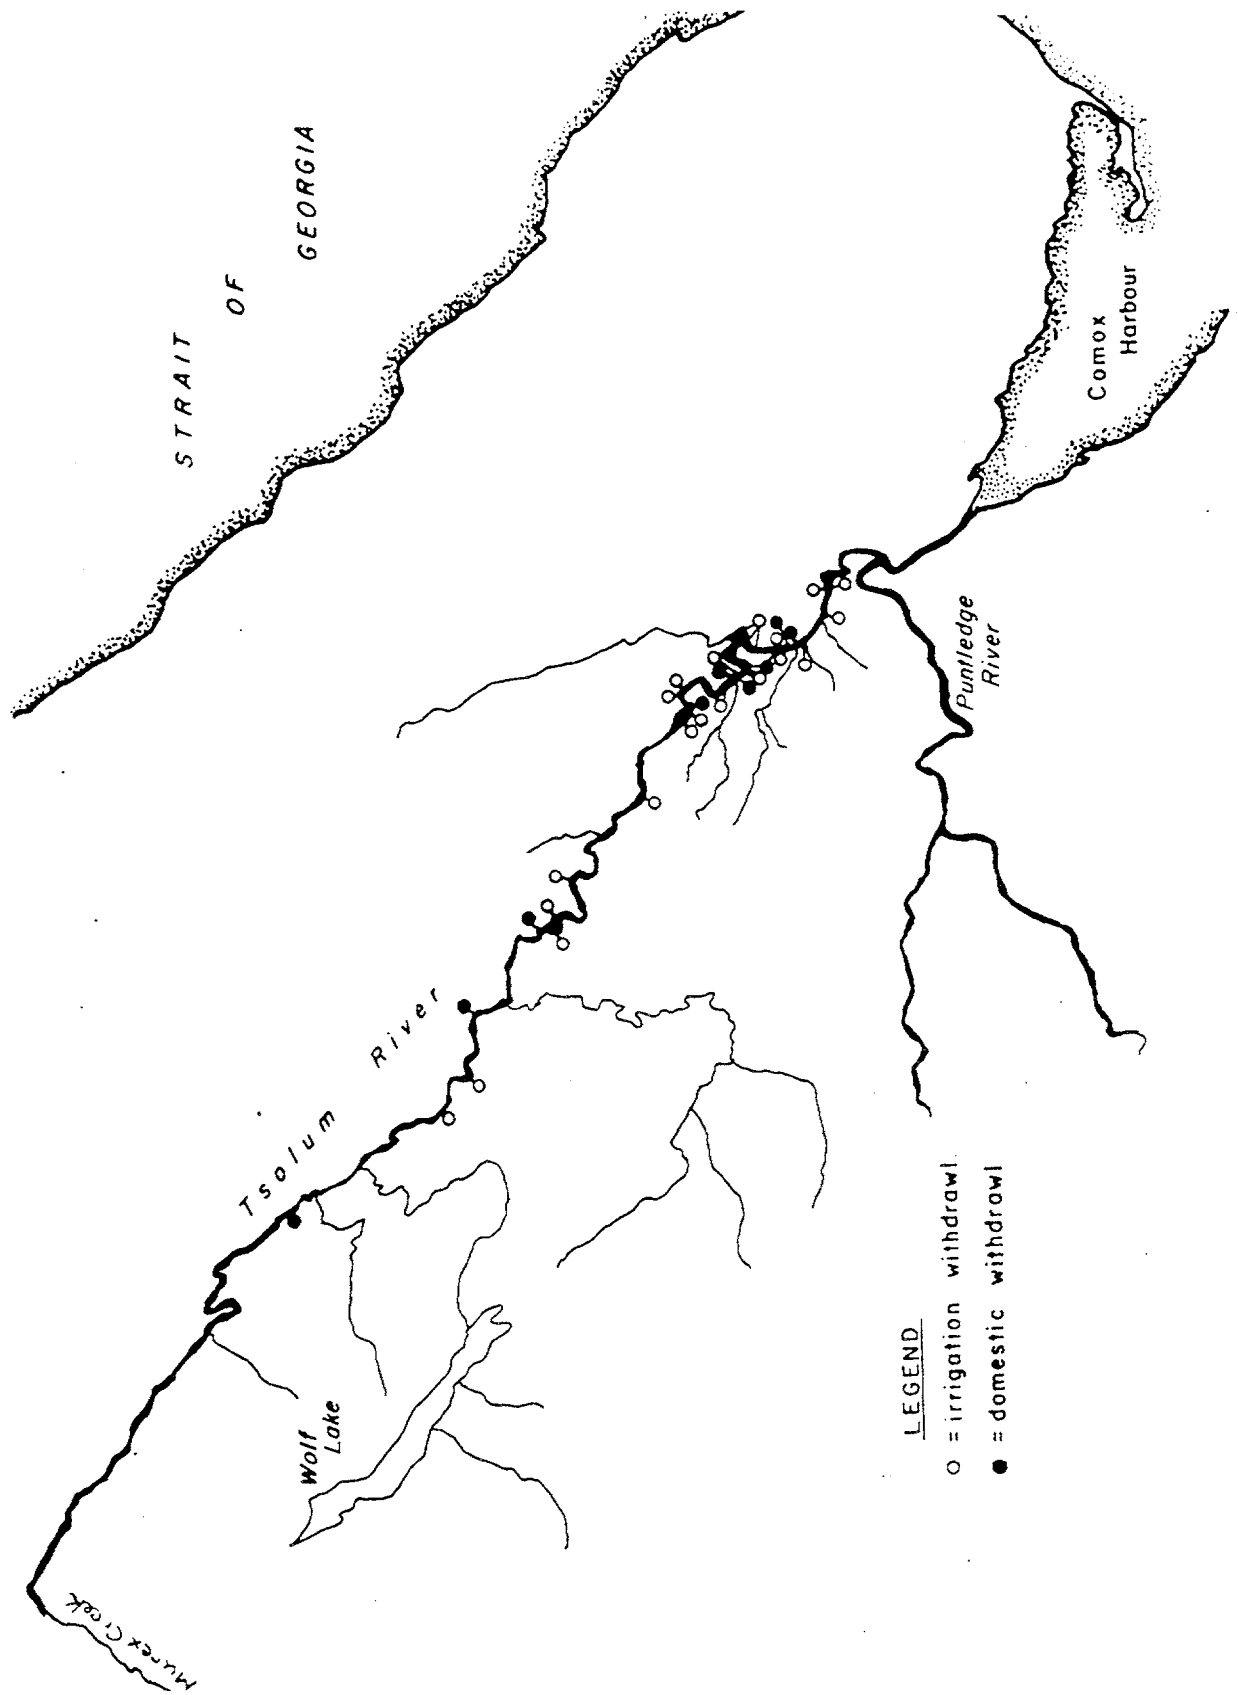 STRAIT
OF
GEORGIA
Comox
Harbour
Puntledge
River
Tsolum River
Wolf
Lake
Murex Creek
LEGEND
= irrigation withdrawl
= domestic withdrawl